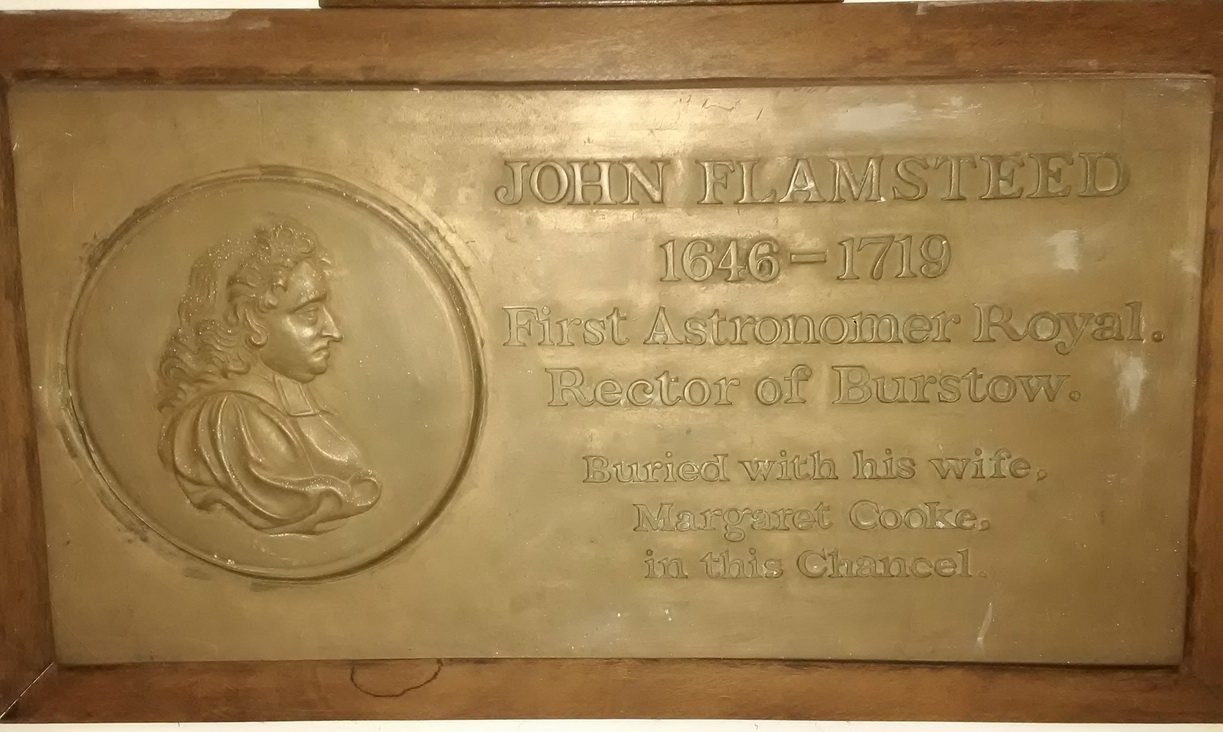 JOHN FLAMSTEED
1646-1719
First Astronomer Royal.
Rector of Burstow.
Buried with his wife,
Margaret Cooke,
in this Chancel.